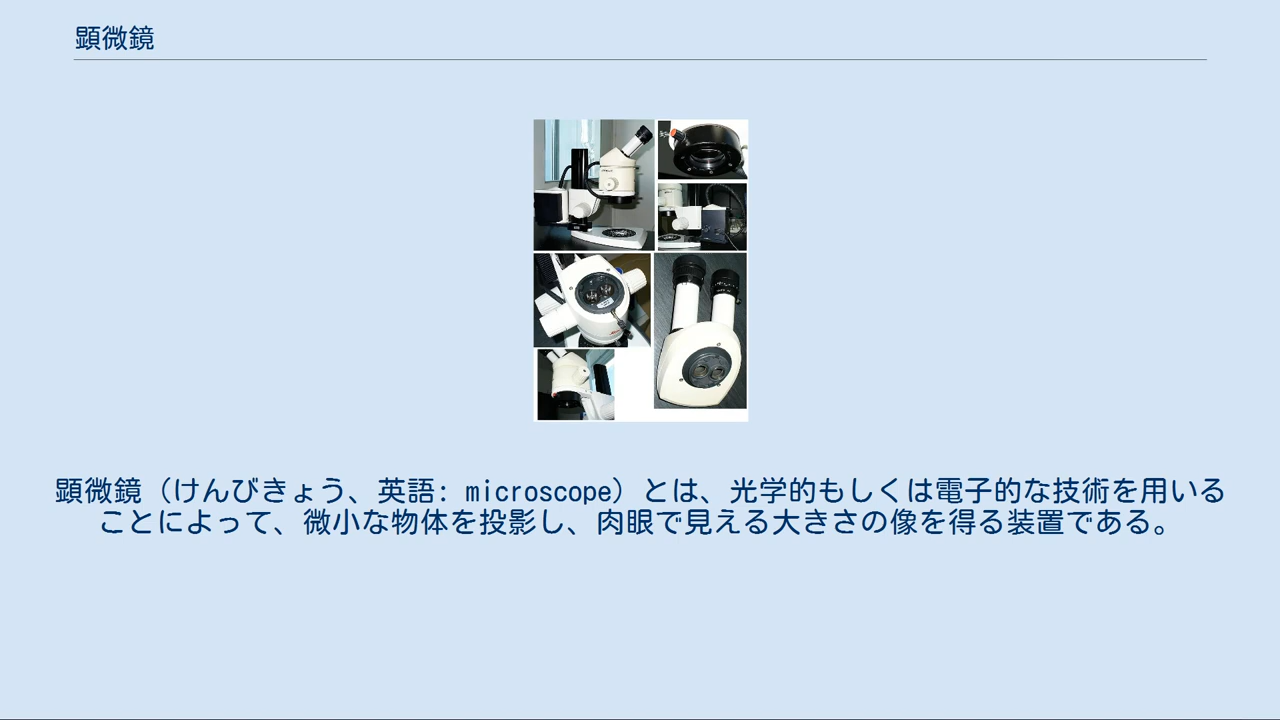 顕微鏡
顕微鏡（けんびきょう、英語: microscope）とは、光学的もしくは電子的な技術を用いる
ことによって、微小な物体を投影し、肉眼で見える大きさの像を得る装置である。